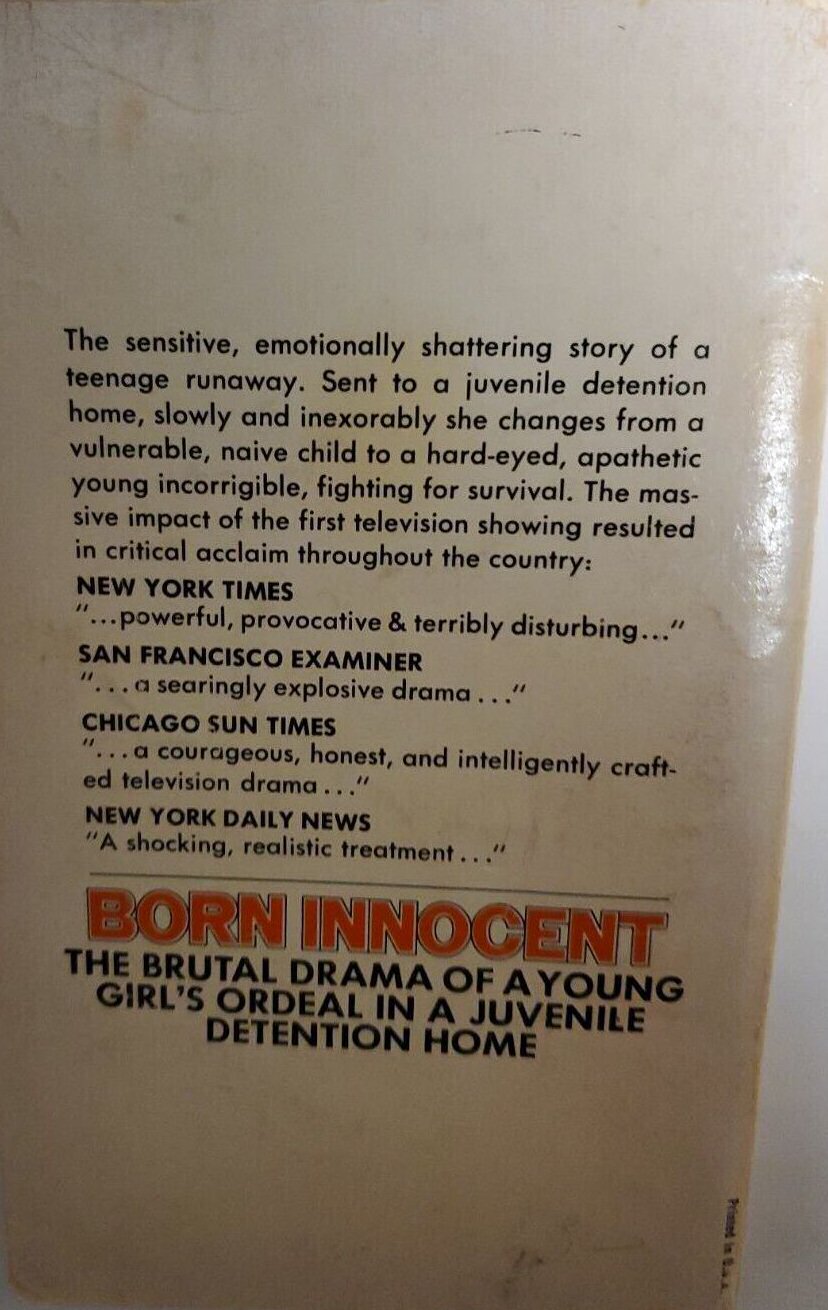 The sensitive, emotionally shattering story of a
teenage runaway. Sent to a juvenile detention
home, slowly and inexorably she changes from a
vulnerable, naive child to a hard-eyed, apathetic
young incorrigible, fighting for survival. The mas-
sive impact of the first television showing resulted
in critical acclaim throughout the country:
NEW YORK TIMES
"...powerful, provocative & terribly disturbing..."
SAN FRANCISCO EXAMINER
"...a searingly explosive drama..."
CHICAGO SUN TIMES
"...a courageous, honest, and intelligently craft-
ed television drama..."
NEW YORK DAILY NEWS
"A shocking, realistic treatment..."
BORN INNOCENT
THE BRUTAL DRAMA OF A YOUNG
GIRL'S ORDEAL IN A JUVENILE
DETENTION HOME
Printed in U.S.A.